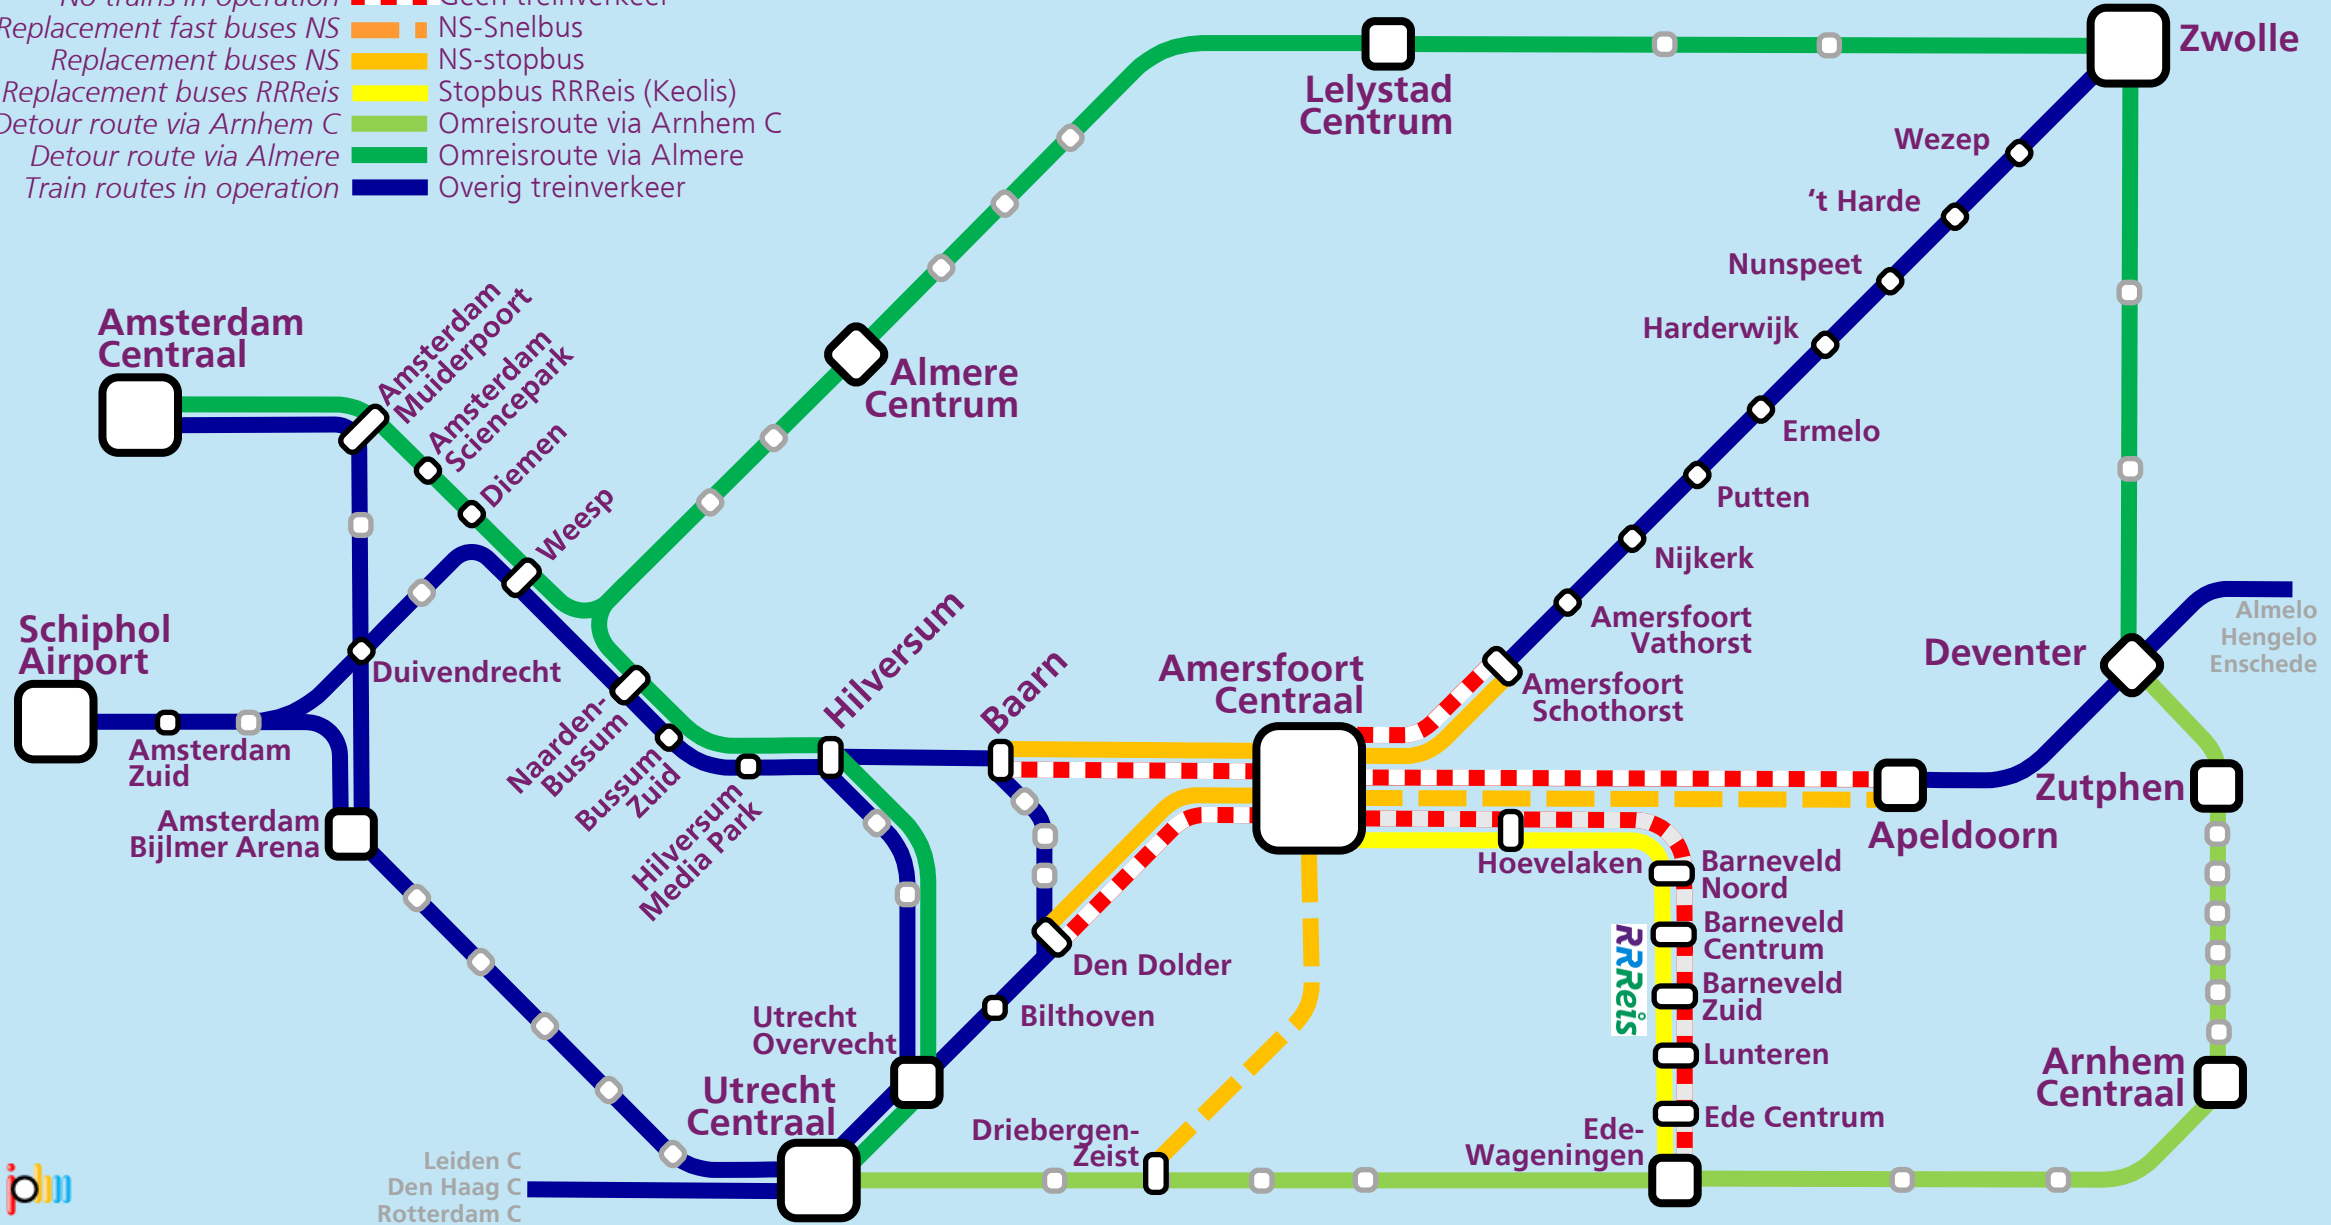 No trains in operation Geen treinverkeer
Replacement fast buses NS NS-Snelbus
Replacement buses NS NS-stopbus
Replacement buses RRReis Stopbus RRReis (Keolis)
Detour route via Arnhem C Omreisroute via Arnhem C
Detour route via Almere Omreisroute via Almere
Train routes in operation Overig treinverkeer
Zwolle
Lelystad
Centrum
Wezep
‘t Harde
Nunspeet
Harderwijk
Ermelo
Putten
Nijkerk
Amersfoort
Vathorst
Amersfoort
Schothorst
Amsterdam
Centraal
Amsterdam
Muiderpoort
Amsterdam
Sciencepark
Diemen
Weesp
Almere
Centrum
Schiphol
Airport
Duivendrecht
Amsterdam
Zuid
Amsterdam
Bijlmer Arena
Naarden-
Bussum
Bussum
Zuid
Hilversum
Media Park
Hilversum
Baarn
Amersfoort
Centraal
Almelo
Hengelo
Enschede
Deventer
Zutphen
Apeldoorn
Hoevelaken
Barneveld
Noord
Barneveld
Centrum
Barneveld
Zuid
RRReis
Lunteren
Ede Centrum
Ede-
Wageningen
Arnhem
Centraal
Den Dolder
Bilthoven
Utrecht
Overvecht
Utrecht
Centraal
Driebergen-
Zeist
Leiden C
Den Haag C
Rotterdam C